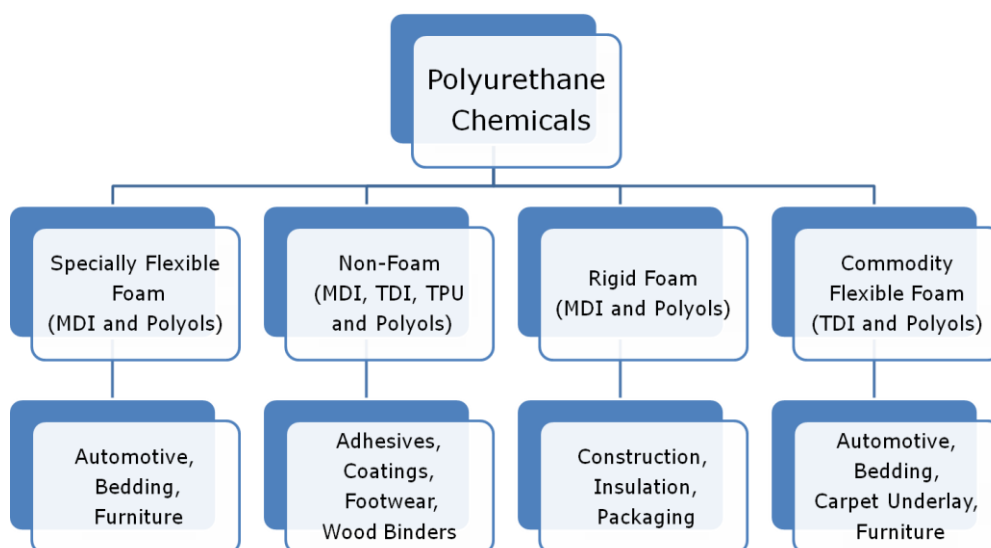 Polyurethane
Chemicals
Specially Flexible
Foam
(MDI and Polyols)
Non-Foam
(MDI, TDI, TPU
and Polyols)
Rigid Foam
(MDI and Polyols)
Commodity
Flexible Foam
(TDI and Polyols)
Automotive,
Bedding,
Furniture
Adhesives,
Coatings,
Footwear,
Wood Binders
Construction,
Insulation,
Packaging
Automotive,
Bedding,
Carpet Underlay,
Furniture